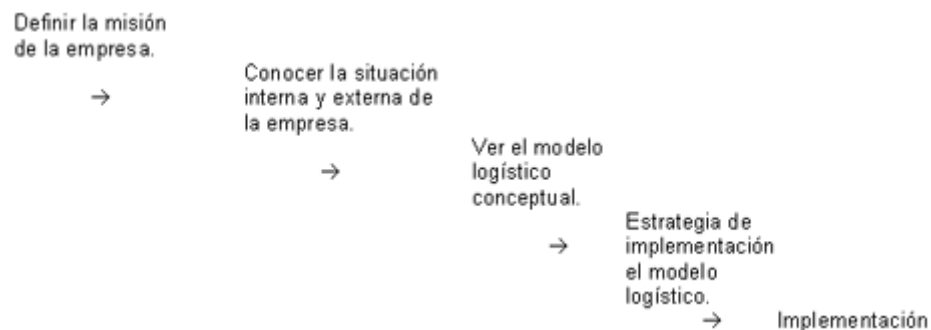 Definir la misión
de la empresa.
Conocer la situación
→ interna y externa de
la empresa.
Ver el modelo
→ logístico
conceptual.
Estrategia de
→ implementación
el modelo
logístico.
→ Implementación